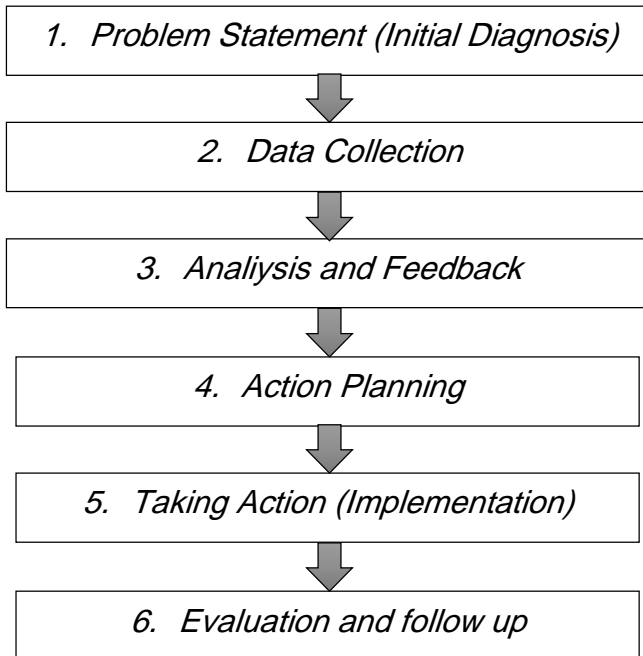 1. Problem Statement (Initial Diagnosis)
2. Data Collection
3. Analiysis and Feedback
4. Action Planning
5. Taking Action (Implementation)
6. Evaluation and follow up